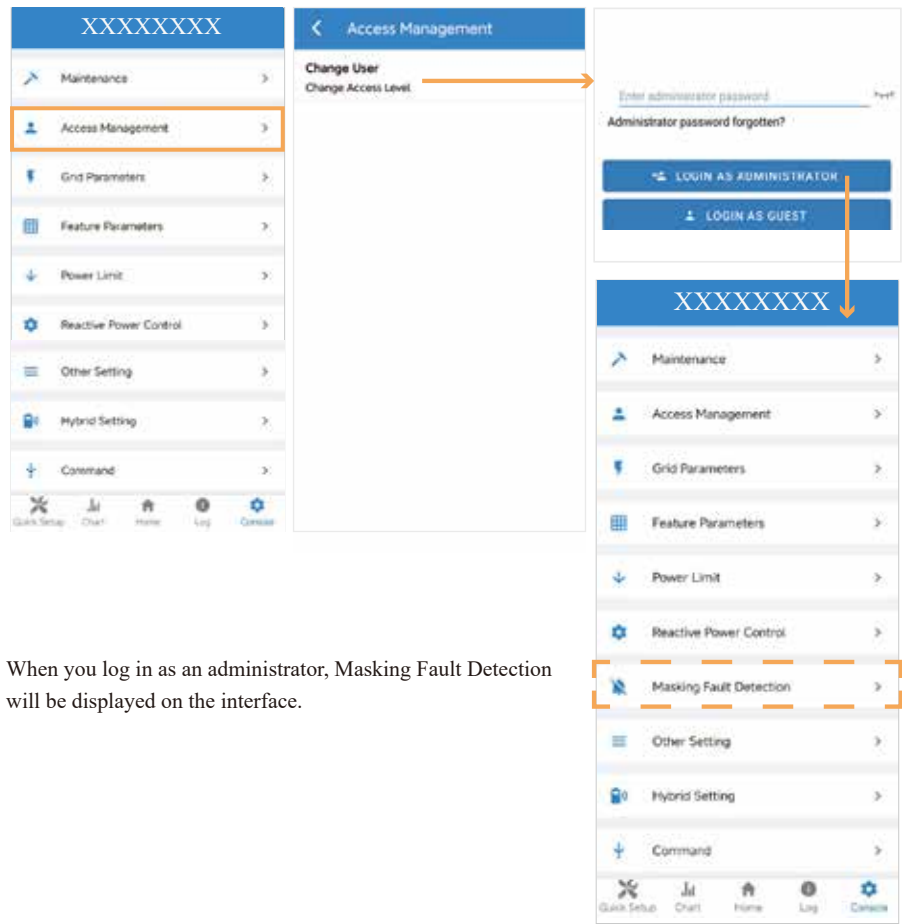 XXXXXXXX
Maintenance
Access Management
Grid Parameters
Feature Parameters
Power Limit
Reactive Power Control
Other Setting
Hybrid Setting
Command
Quick Setup Chart Home Log Console
Access Management
Change User
Change Access Level
Enter administrator password
Administrator password forgotten?
LOGIN AS ADMINISTRATOR
LOGIN AS GUEST
XXXXXXXX
Maintenance
Access Management
Grid Parameters
Feature Parameters
Power Limit
Reactive Power Control
Masking Fault Detection
Other Setting
Hybrid Setting
Command
Quick Setup Chart Home Log Console
When you log in as an administrator, Masking Fault Detection
will be displayed on the interface.